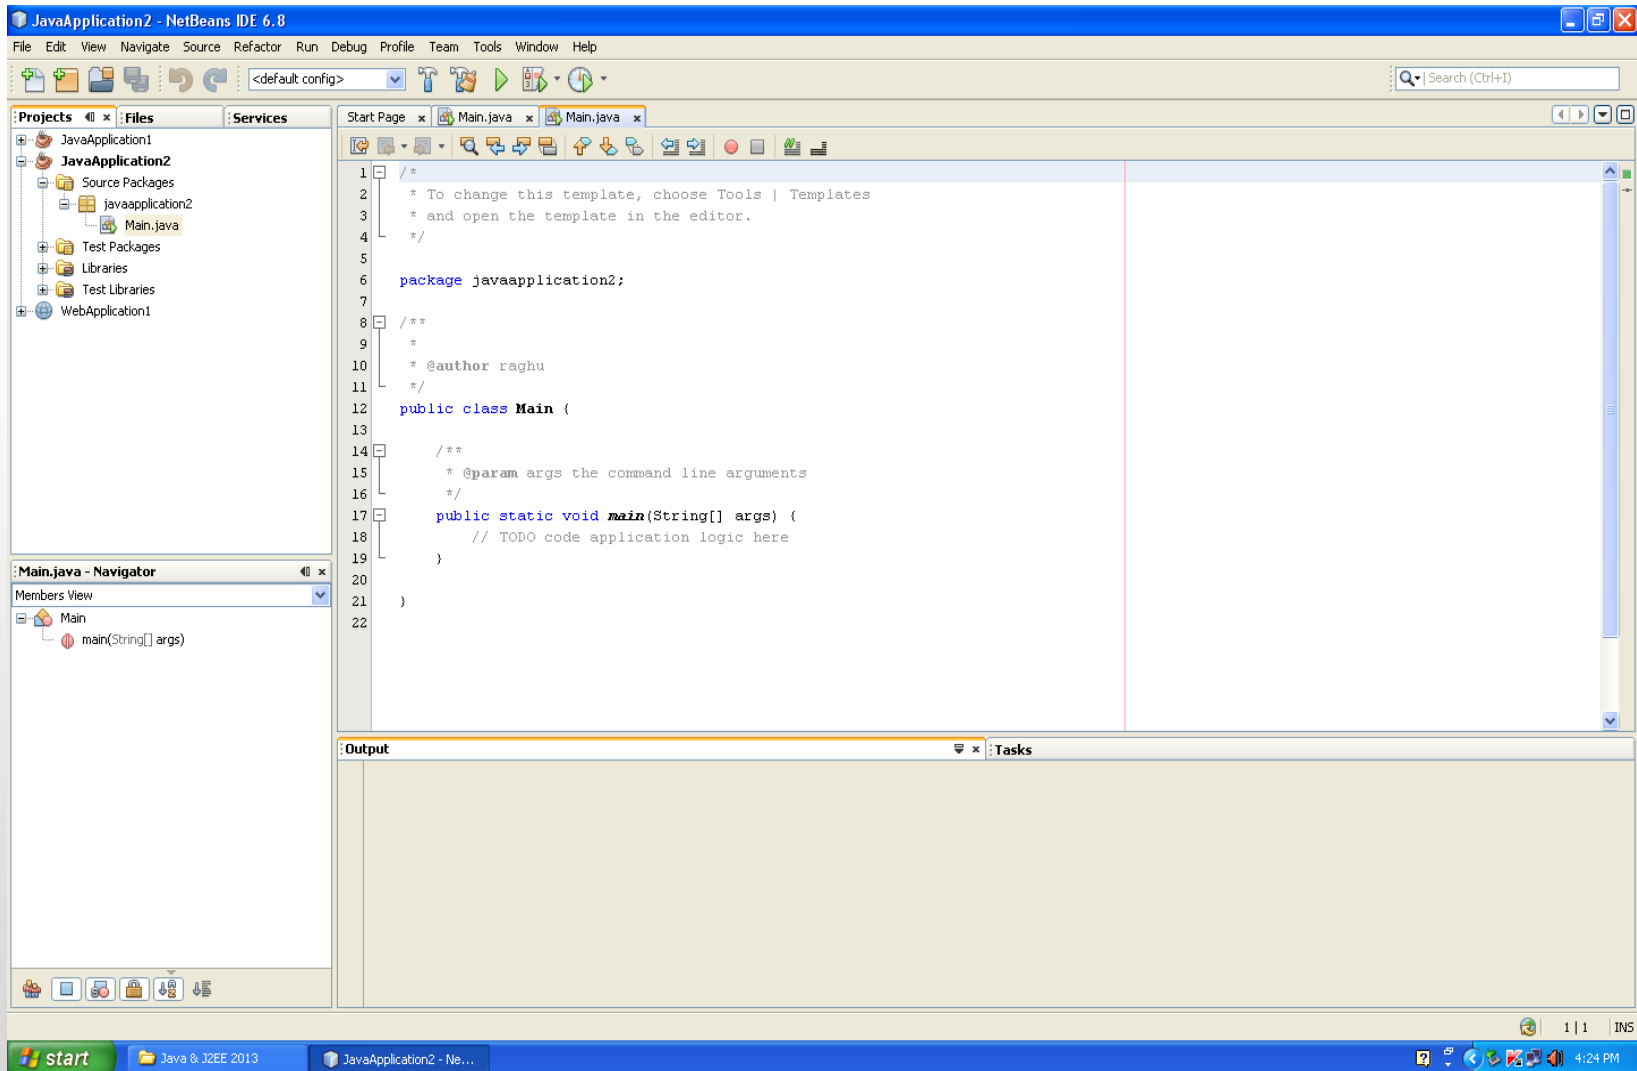 JavaApplication2 - NetBeans IDE 6.8
File Edit View Navigate Source Refactor Run Debug Profile Team Tools Window Help
<default config>
Search (Ctrl+I)
Projects Files Services
JavaApplication1
JavaApplication2
Source Packages
javaapplication2
Main.java
Test Packages
Libraries
Test Libraries
WebApplication1
Main.java - Navigator
Members View
Main
main(String[] args)
Start Page Main.java Main.java
1 /*
2 * To change this template, choose Tools | Templates
3 * and open the template in the editor.
4 */
5
6 package javaapplication2;
7
8 /**
9 *
10 * @author raghu
11 */
12 public class Main {
13
14 /**
15 * @param args the command line arguments
16 */
17 public static void main(String[] args) {
18 // TODO code application logic here
19 }
20
21 }
22
Output
Tasks
1|1 INS
start
Java & J2EE 2013
JavaApplication2 - Ne...
4:24 PM